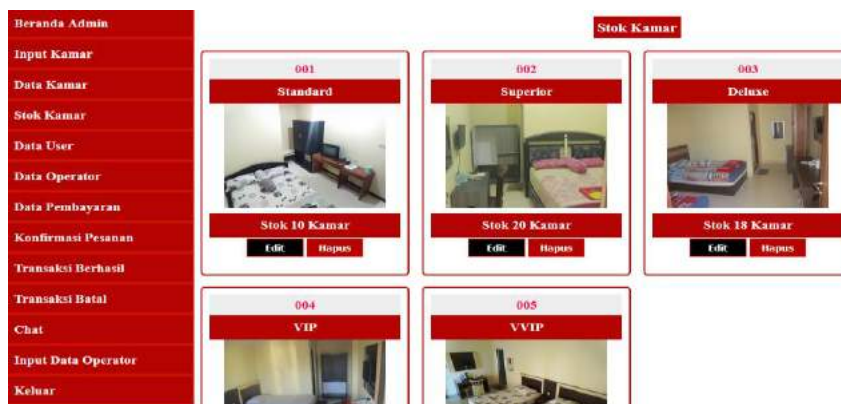 Beranda Admin
Input Kamar
Data Kamar
Stok Kamar
Data User
Data Operator
Data Pembayaran
Konfirmasi Pesanan
Transaksi Berhasil
Transaksi Batal
Chat
Input Data Operator
Keluar
Stok Kamar
001
Standard
Stok 10 Kamar
Edit Hapus
002
Superior
Stok 20 Kamar
Edit Hapus
003
Deluxe
Stok 18 Kamar
Edit Hapus
004
VIP
005
VVIP